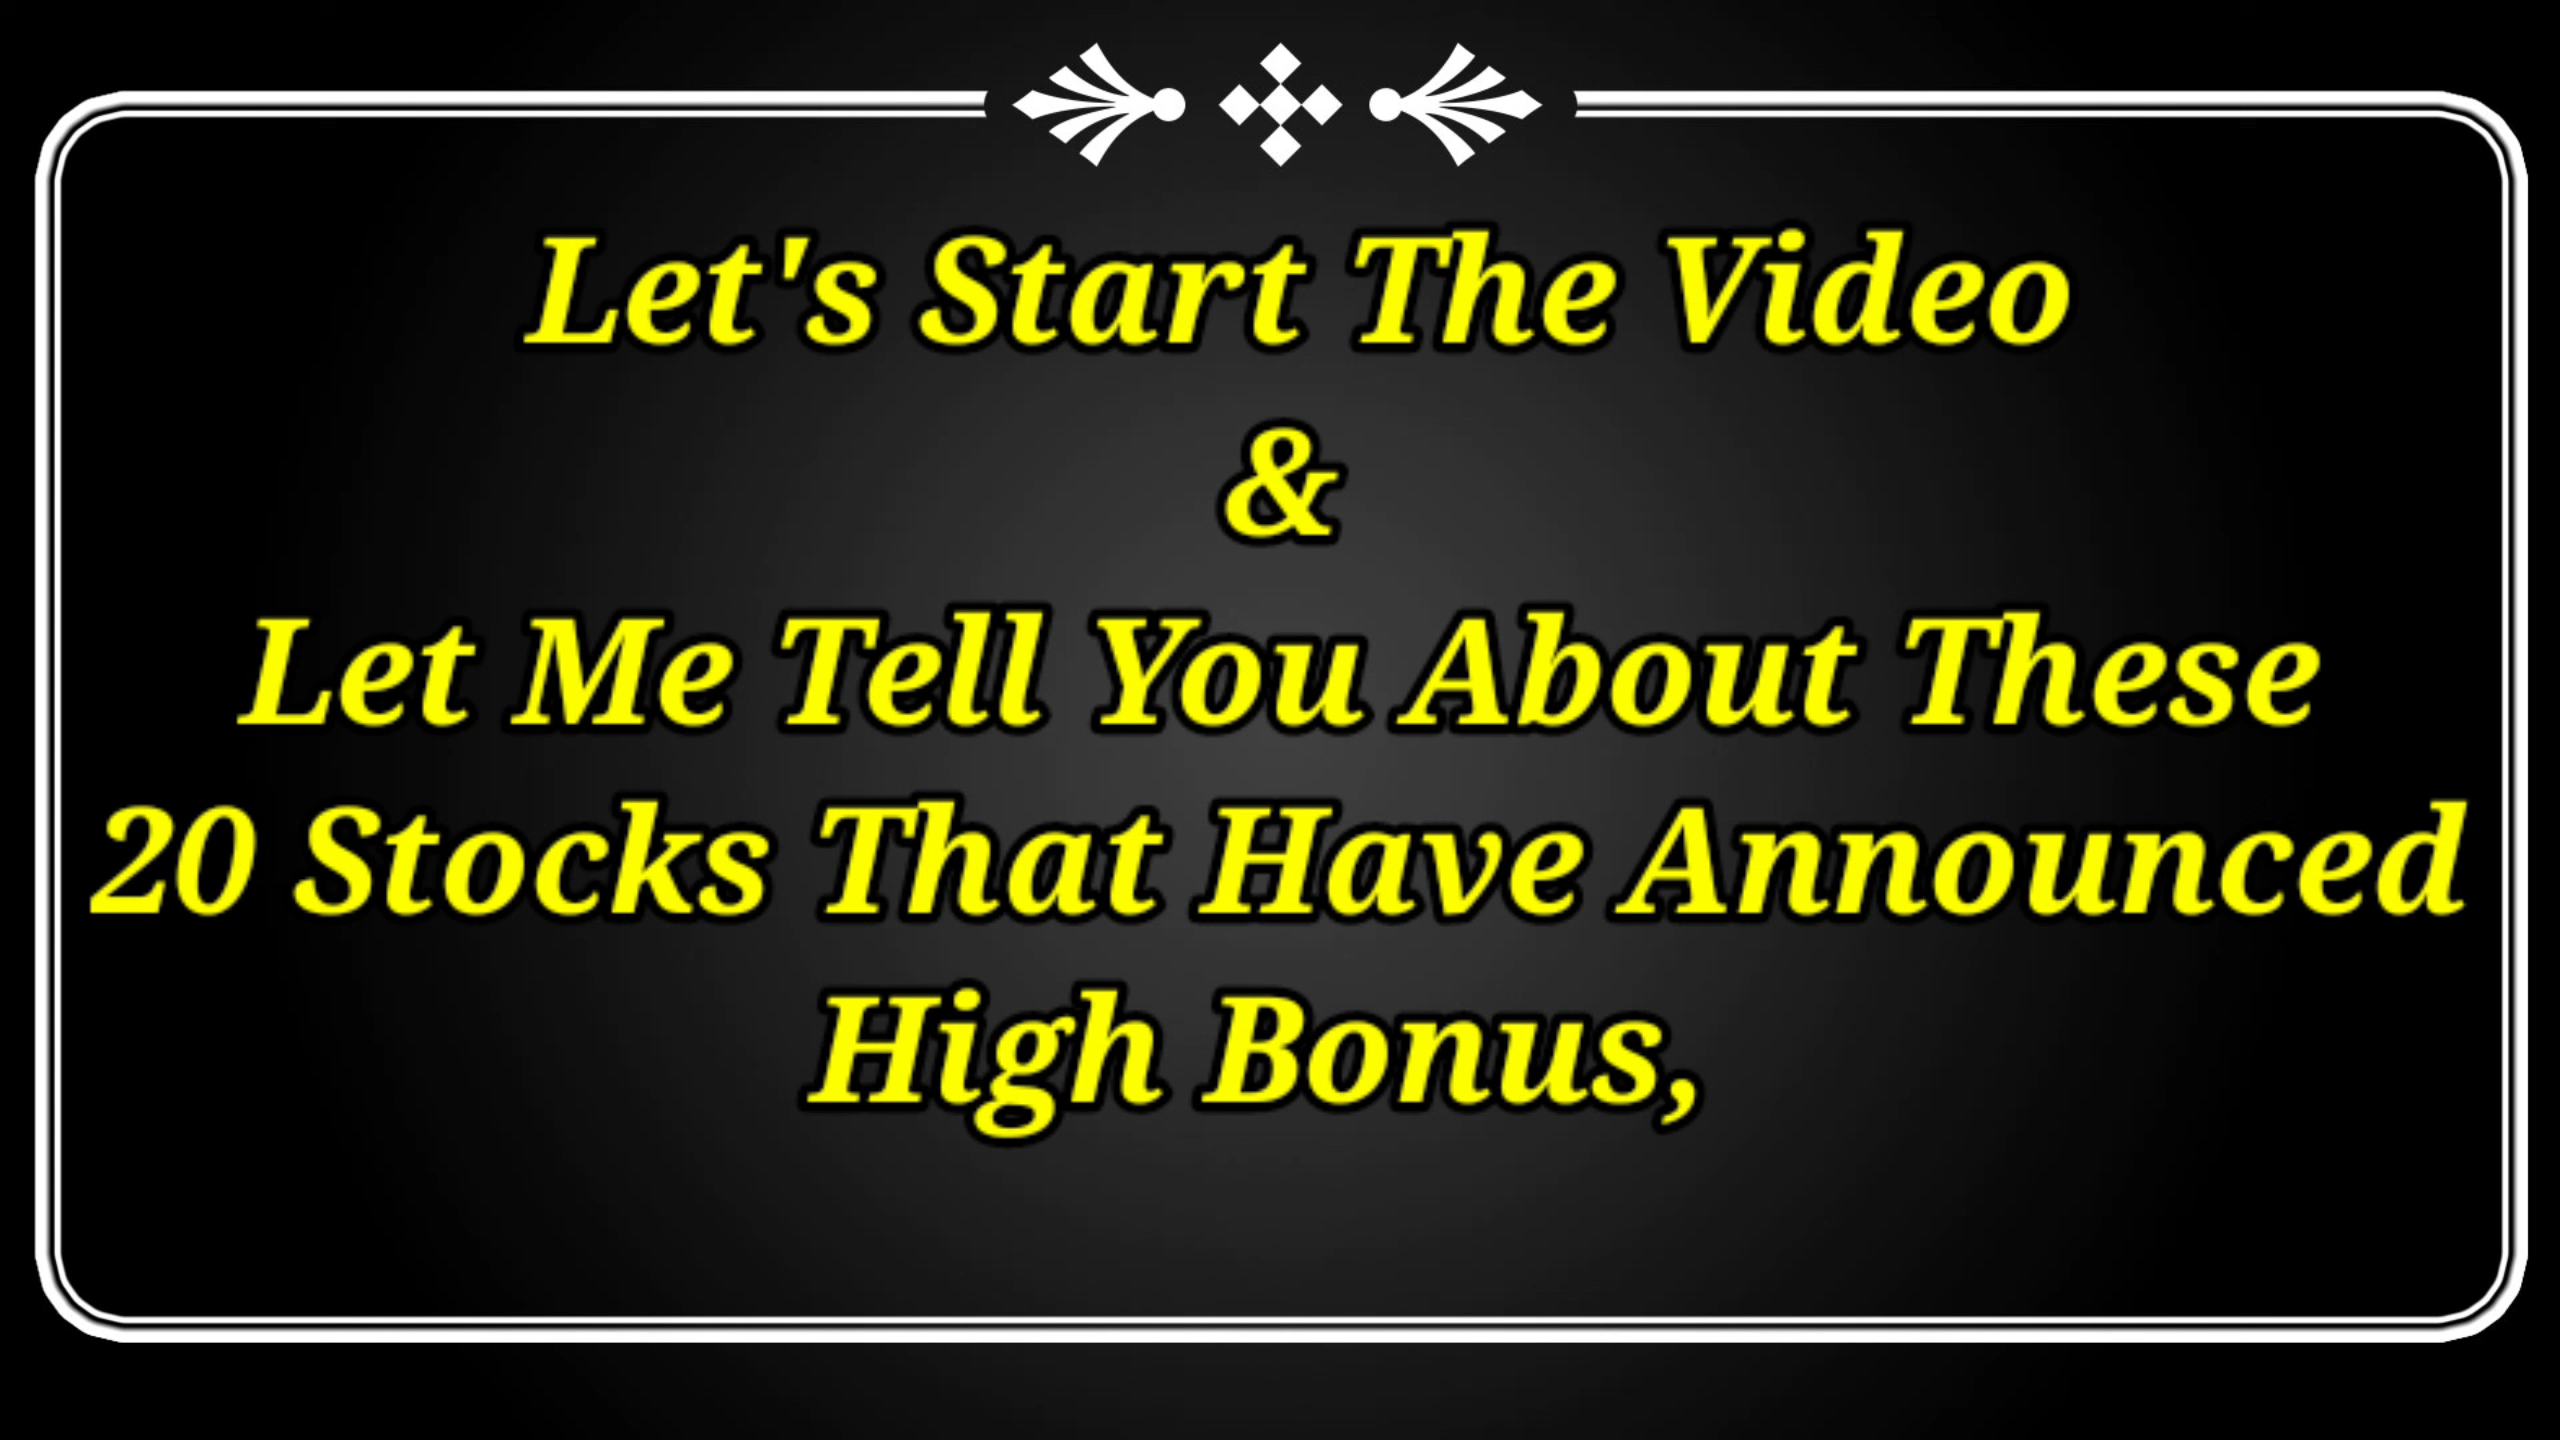 Let's Start The Video
&
Let Me Tell You About These
20 Stocks That Have Announced
High Bonus,